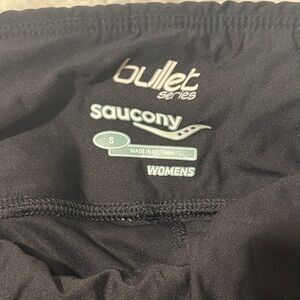 bullet
series
saucony
S
MADE IN VIETNAM
WOMENS